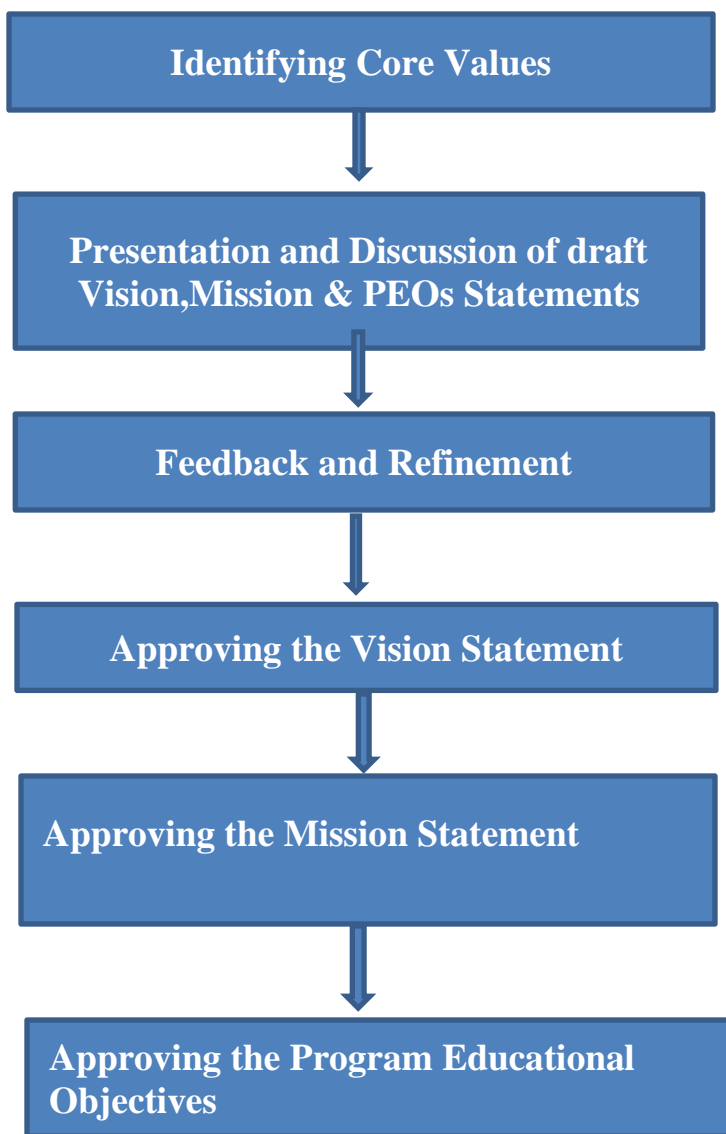 Identifying Core Values
Presentation and Discussion of draft
Vision,Mission & PEOs Statements
Feedback and Refinement
Approving the Vision Statement
Approving the Mission Statement
Approving the Program Educational
Objectives